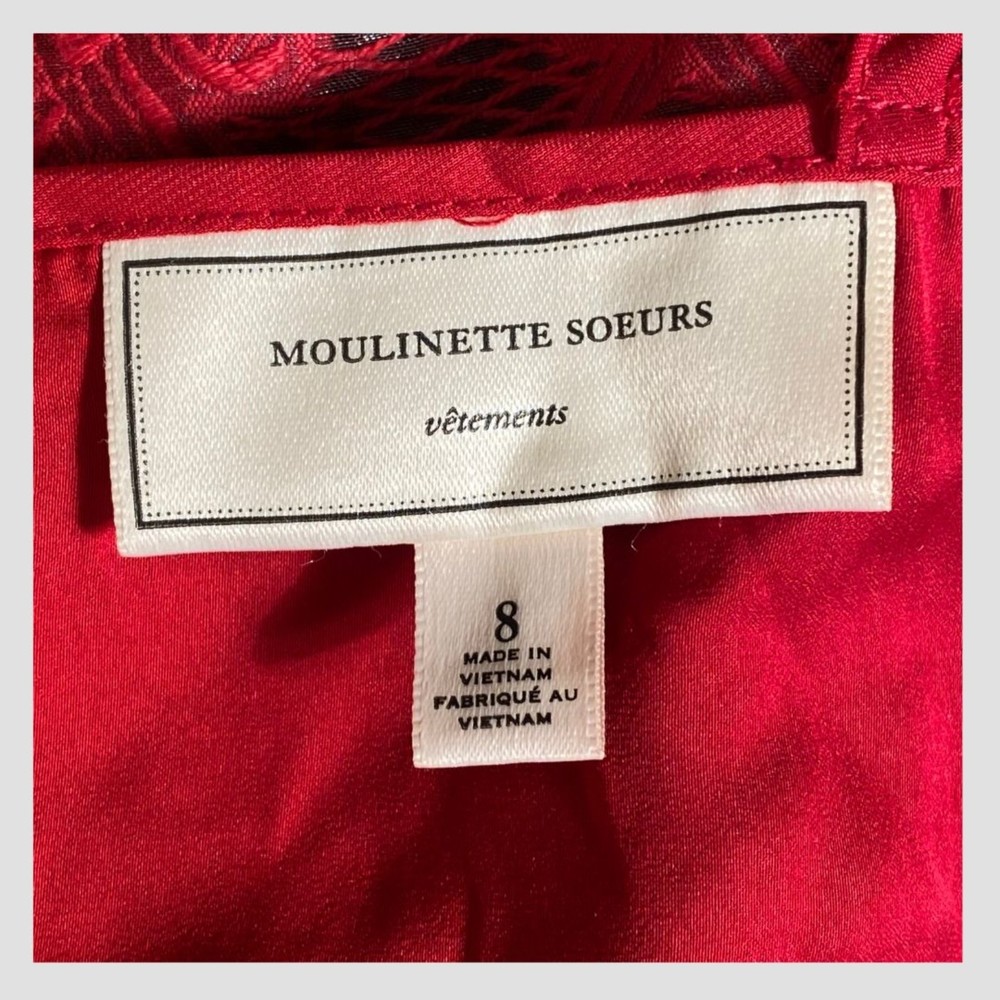 MOULINETTE SOEURS
vêtements
8
MADE IN
VIETNAM
FABRIQUÉ AU
VIETNAM